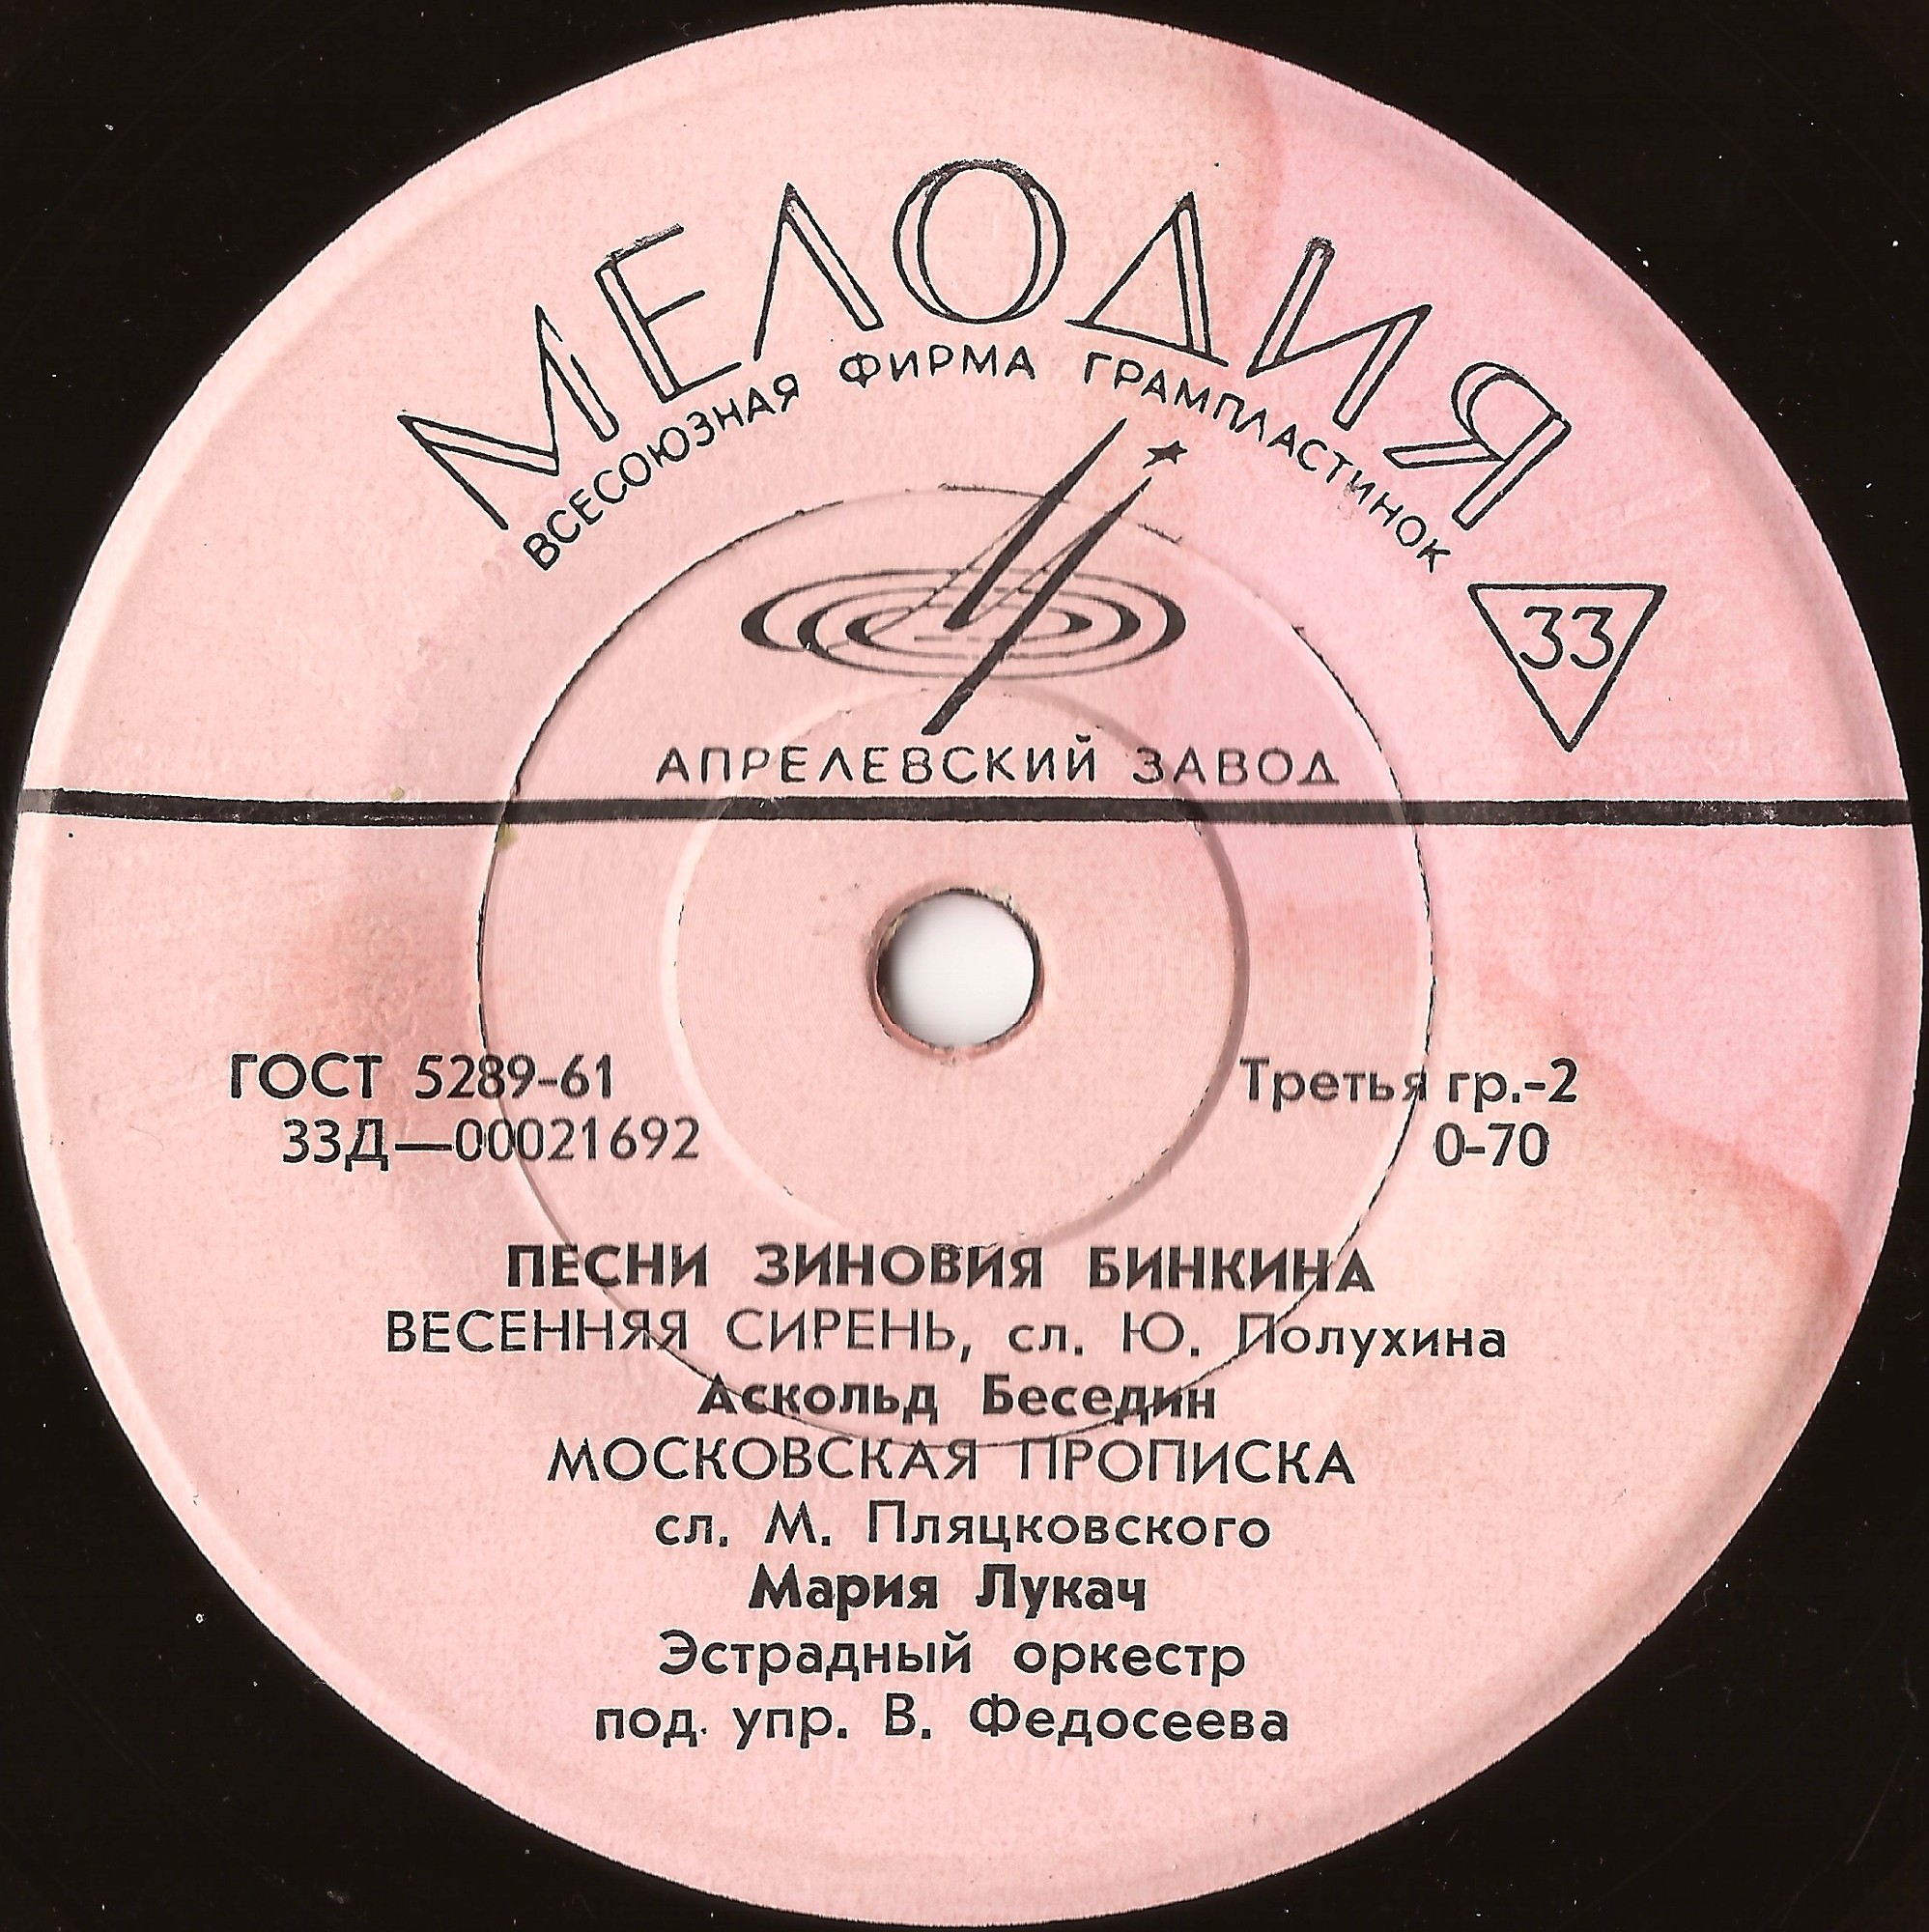 МЕЛОДИЯ
ВСЕСОЮЗНАЯ ФИРМА ГРАМПЛАСТИНОК
33
АПРЕЛЕВСКИЙ ЗАВОД
ГОСТ 5289-61
Третья гр.-2
33Д—00021692
0-70
ПЕСНИ ЗИНОВИЯ БИНКИНА
ВЕСЕННЯЯ СИРЕНЬ, сл. Ю. Полухина
Аскольд Беседин
МОСКОВСКАЯ ПРОПИСКА
сл. М. Пляцковского
Мария Лукач
Эстрадный оркестр
под. упр. В. Федосеева